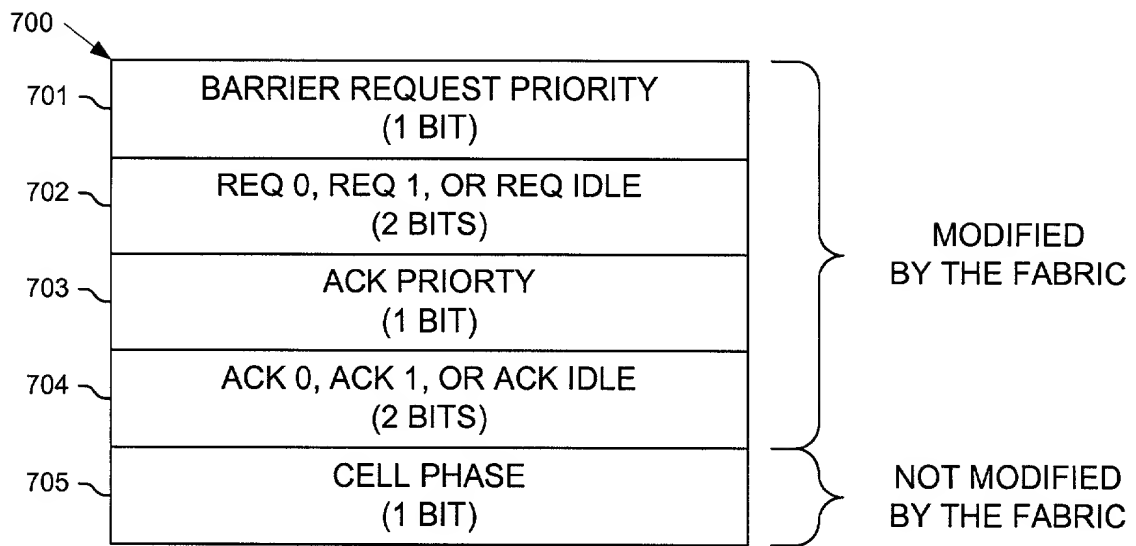 700
701
BARRIER REQUEST PRIORITY
(1 BIT)
702
REQ 0, REQ 1, OR REQ IDLE
(2 BITS)
703
ACK PRIORTY
(1 BIT)
704
ACK 0, ACK 1, OR ACK IDLE
(2 BITS)
705
CELL PHASE
(1 BIT)
MODIFIED
BY THE FABRIC
NOT MODIFIED
BY THE FABRIC